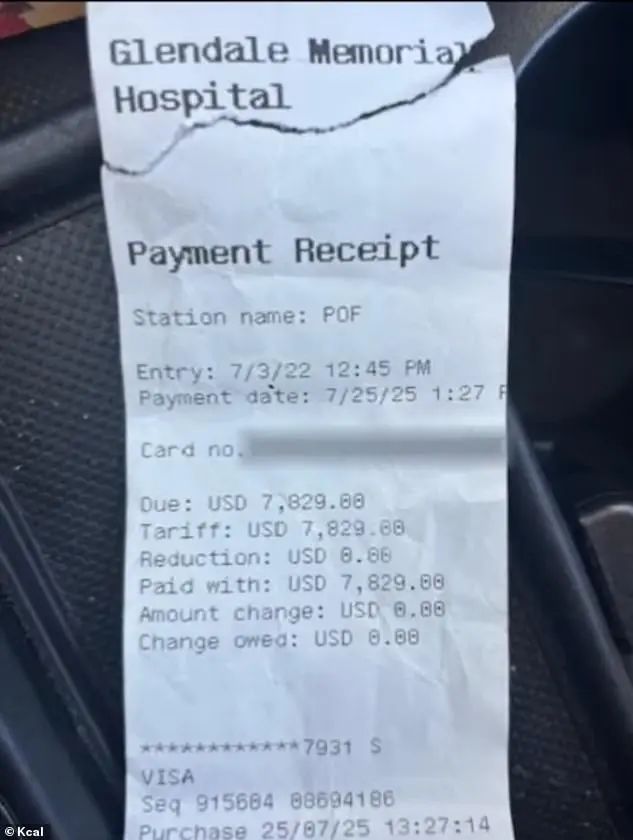 Glendale Memorial
Hospital
Payment Receipt
Station name: POF
Entry: 7/3/22 12:45 PM
Payment date: 7/25/25 1:27 P
Card no.
Due: USD 7,829.00
Tariff: USD 7,829.00
Reduction: USD 0.00
Paid with: USD 7,829.00
Amount change: USD 0.00
Change owed: USD 0.00
************7931 S
VISA
Seq 915604 00694106
Purchase 25/07/25 13:27:14
© Kcal